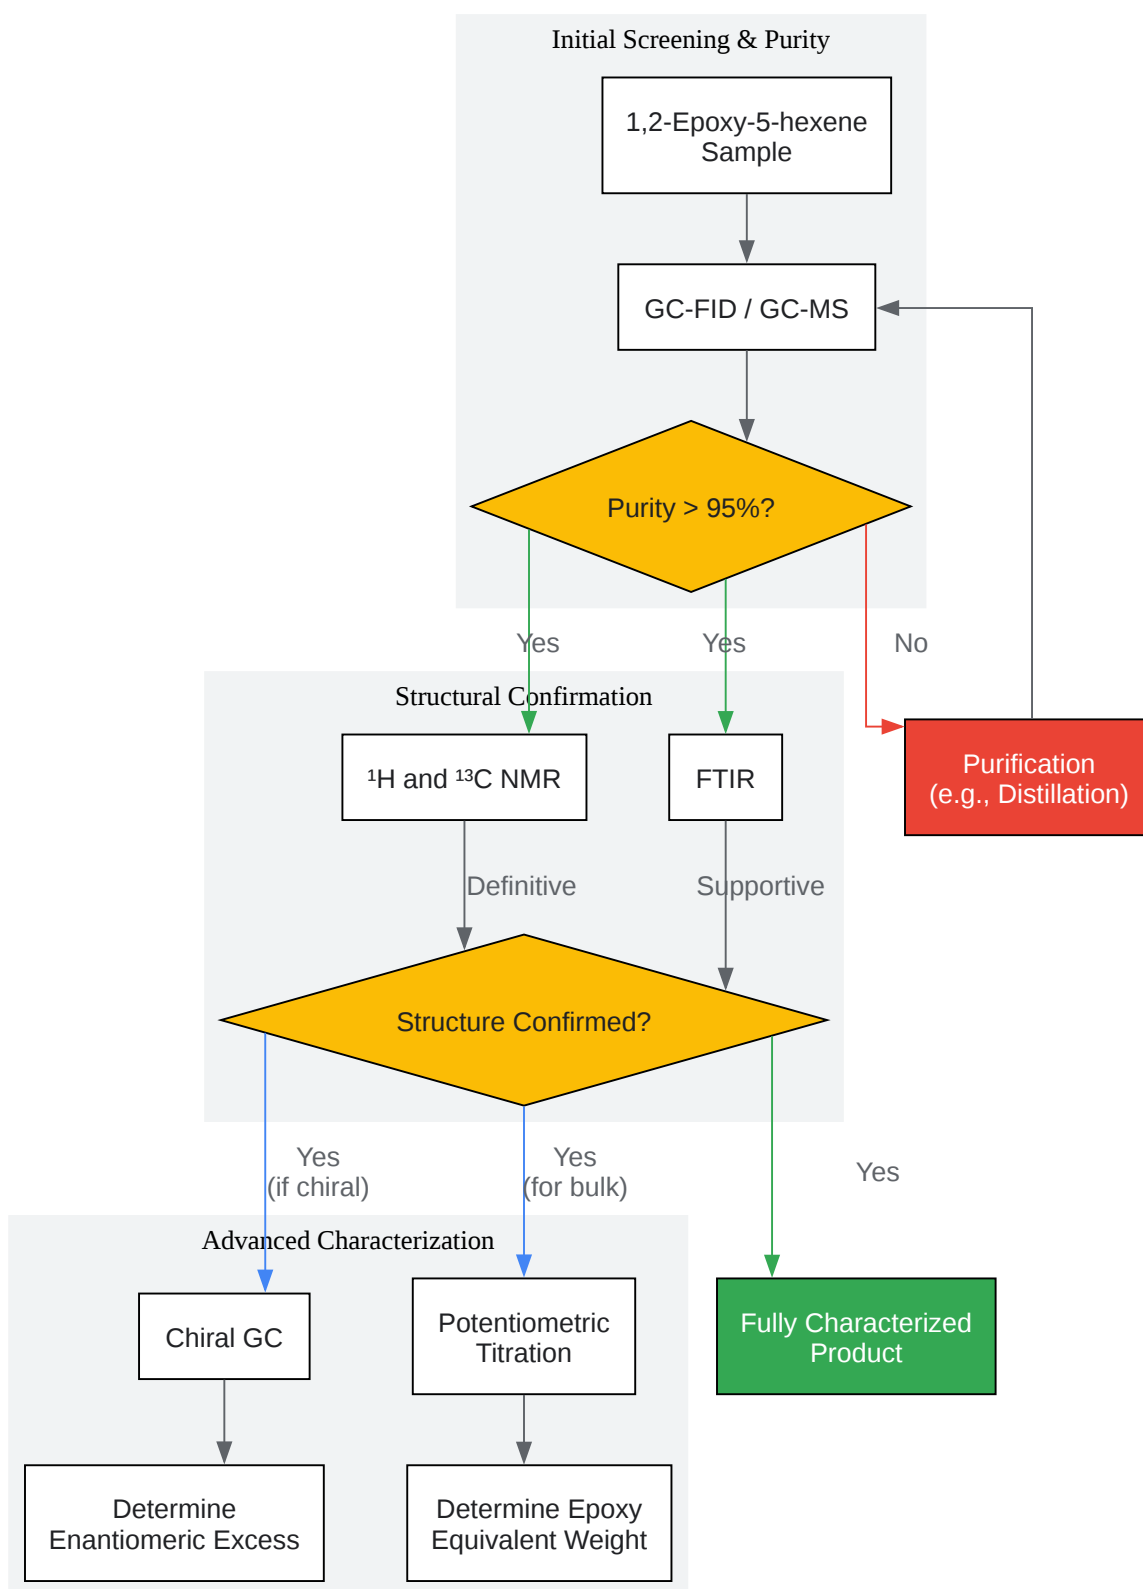 Initial Screening & Purity
1,2-Epoxy-5-hexene
Sample
GC-FID / GC-MS
Purity > 95%?
Yes
Yes
No
Structural Confirmation
¹H and ¹³C NMR
FTIR
Purification
(e.g., Distillation)
Definitive
Supportive
Structure Confirmed?
Yes
(if chiral)
Yes
(for bulk)
Yes
Advanced Characterization
Chiral GC
Potentiometric
Titration
Fully Characterized
Product
Determine
Enantiomeric Excess
Determine Epoxy
Equivalent Weight